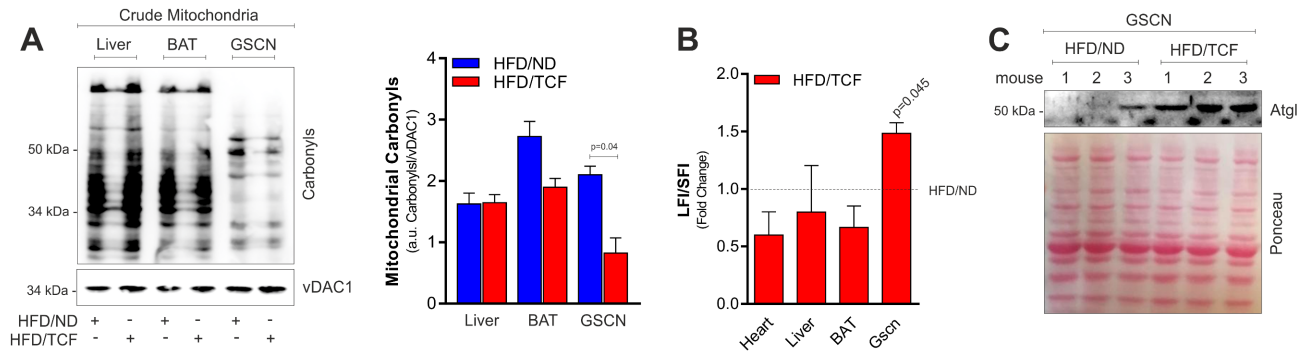 A
Crude Mitochondria
Liver BAT GSCN
50 kDa -
34 kDa -
Carbonyls
34 kDa -
vDAC1
HFD/ND + - + - + -
HFD/TCF - + - + - +
Mitochondrial Carbonyls
(a.u. Carbonylsl/vDAC1)
4
3
2
1
0
HFD/ND
HFD/TCF
p=0.04
Liver BAT GSCN
B
LFI/SFI
(Fold Change)
2.0
1.5
1.0
0.5
0.0
HFD/TCF
p=0.045
HFD/ND
Heart Liver BAT Gscn
C
GSCN
HFD/ND HFD/TCF
mouse 1 2 3 1 2 3
50 kDa -
Atgl
Ponceau